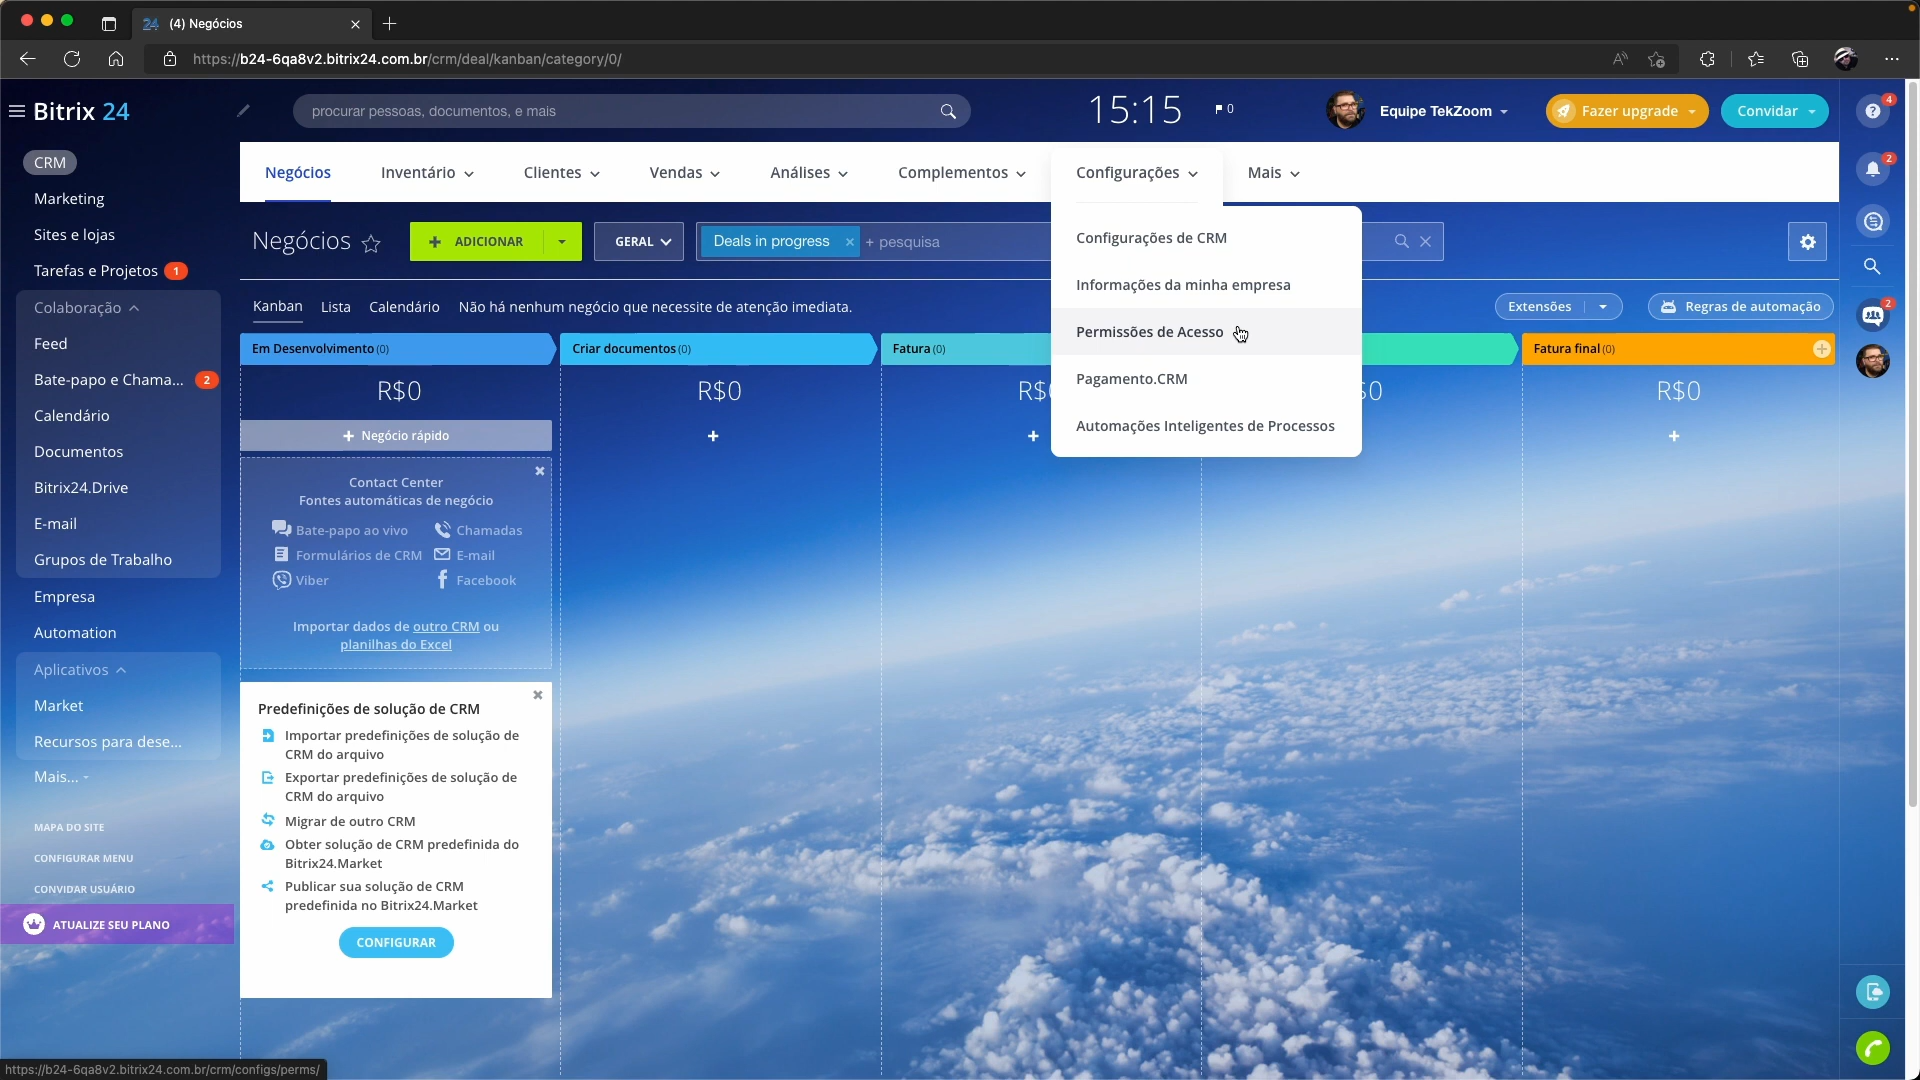 (4) Negócios
https://b24-6qa8v2.bitrix24.com.br/crm/deal/kanban/category/0/
Bitrix 24
procurar pessoas, documentos, e mais
15:15
0
Equipe TekZoom
Fazer upgrade
Convidar
4
CRM
Marketing
Sites e lojas
Tarefas e Projetos 1
Colaboração
Feed
Bate-papo e Chama... 2
Calendário
Documentos
Bitrix24.Drive
E-mail
Grupos de Trabalho
Empresa
Automation
Aplicativos
Market
Recursos para dese...
Mais...
MAPA DO SITE
CONFIGURAR MENU
CONVIDAR USUÁRIO
ATUALIZE SEU PLANO
Negócios
Inventário
Clientes
Vendas
Análises
Complementos
Configurações
Mais
Negócios
ADICIONAR
GERAL
Deals in progress
+ pesquisa
Configurações de CRM
Informações da minha empresa
Permissões de Acesso
Pagamento.CRM
Automações Inteligentes de Processos
Kanban
Lista
Calendário
Não há nenhum negócio que necessite de atenção imediata.
Extensões
Regras de automação
Em Desenvolvimento (0)
Criar documentos (0)
Fatura (0)
Fatura final (0)
R$0
R$0
R$0
$0
R$0
+ Negócio rápido
+
+
+
Contact Center
Fontes automáticas de negócio
Bate-papo ao vivo
Chamadas
Formulários de CRM
E-mail
Viber
Facebook
Importar dados de outro CRM ou
planilhas do Excel
Predefinições de solução de CRM
Importar predefinições de solução de
CRM do arquivo
Exportar predefinições de solução de
CRM do arquivo
Migrar de outro CRM
Obter solução de CRM predefinida do
Bitrix24.Market
Publicar sua solução de CRM
predefinida no Bitrix24.Market
CONFIGURAR
2
2
https://b24-6qa8v2.bitrix24.com.br/crm/configs/perms/